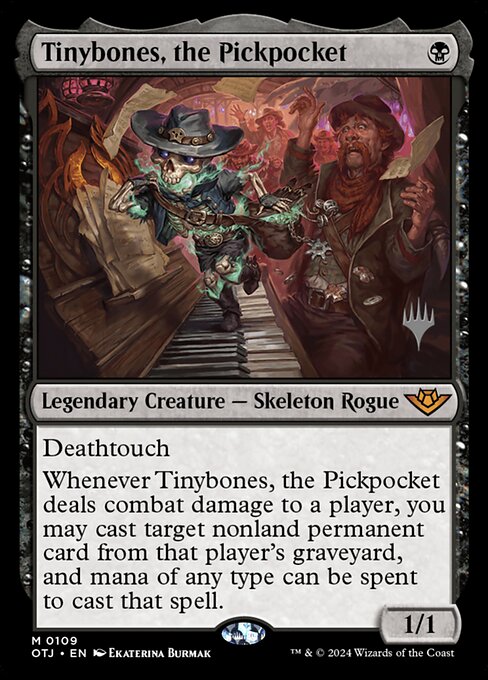 Tinybones, the Pickpocket
Legendary Creature — Skeleton Rogue
Deathtouch
Whenever Tinybones, the Pickpocket
deals combat damage to a player, you
may cast target nonland permanent
card from that player's graveyard,
and mana of any type can be spent
to cast that spell.
1/1
M 0109
OTJ • EN Ekaterina Burmak
™ & © 2024 Wizards of the Coast